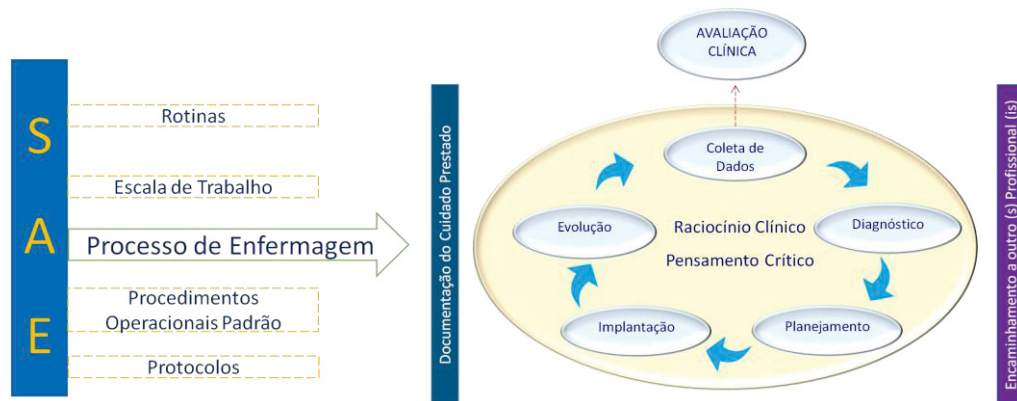 S
A
E
Rotinas
Escala de Trabalho
Processo de Enfermagem
Procedimentos
Operacionais Padrão
Protocolos
Documentação do Cuidado Prestado
AVALIAÇÃO
CLÍNICA
Coleta de
Dados
Evolução
Raciocínio Clínico
Diagnóstico
Pensamento Crítico
Implantação
Planejamento
Encaminhamento a outro (s) Profissional (is)